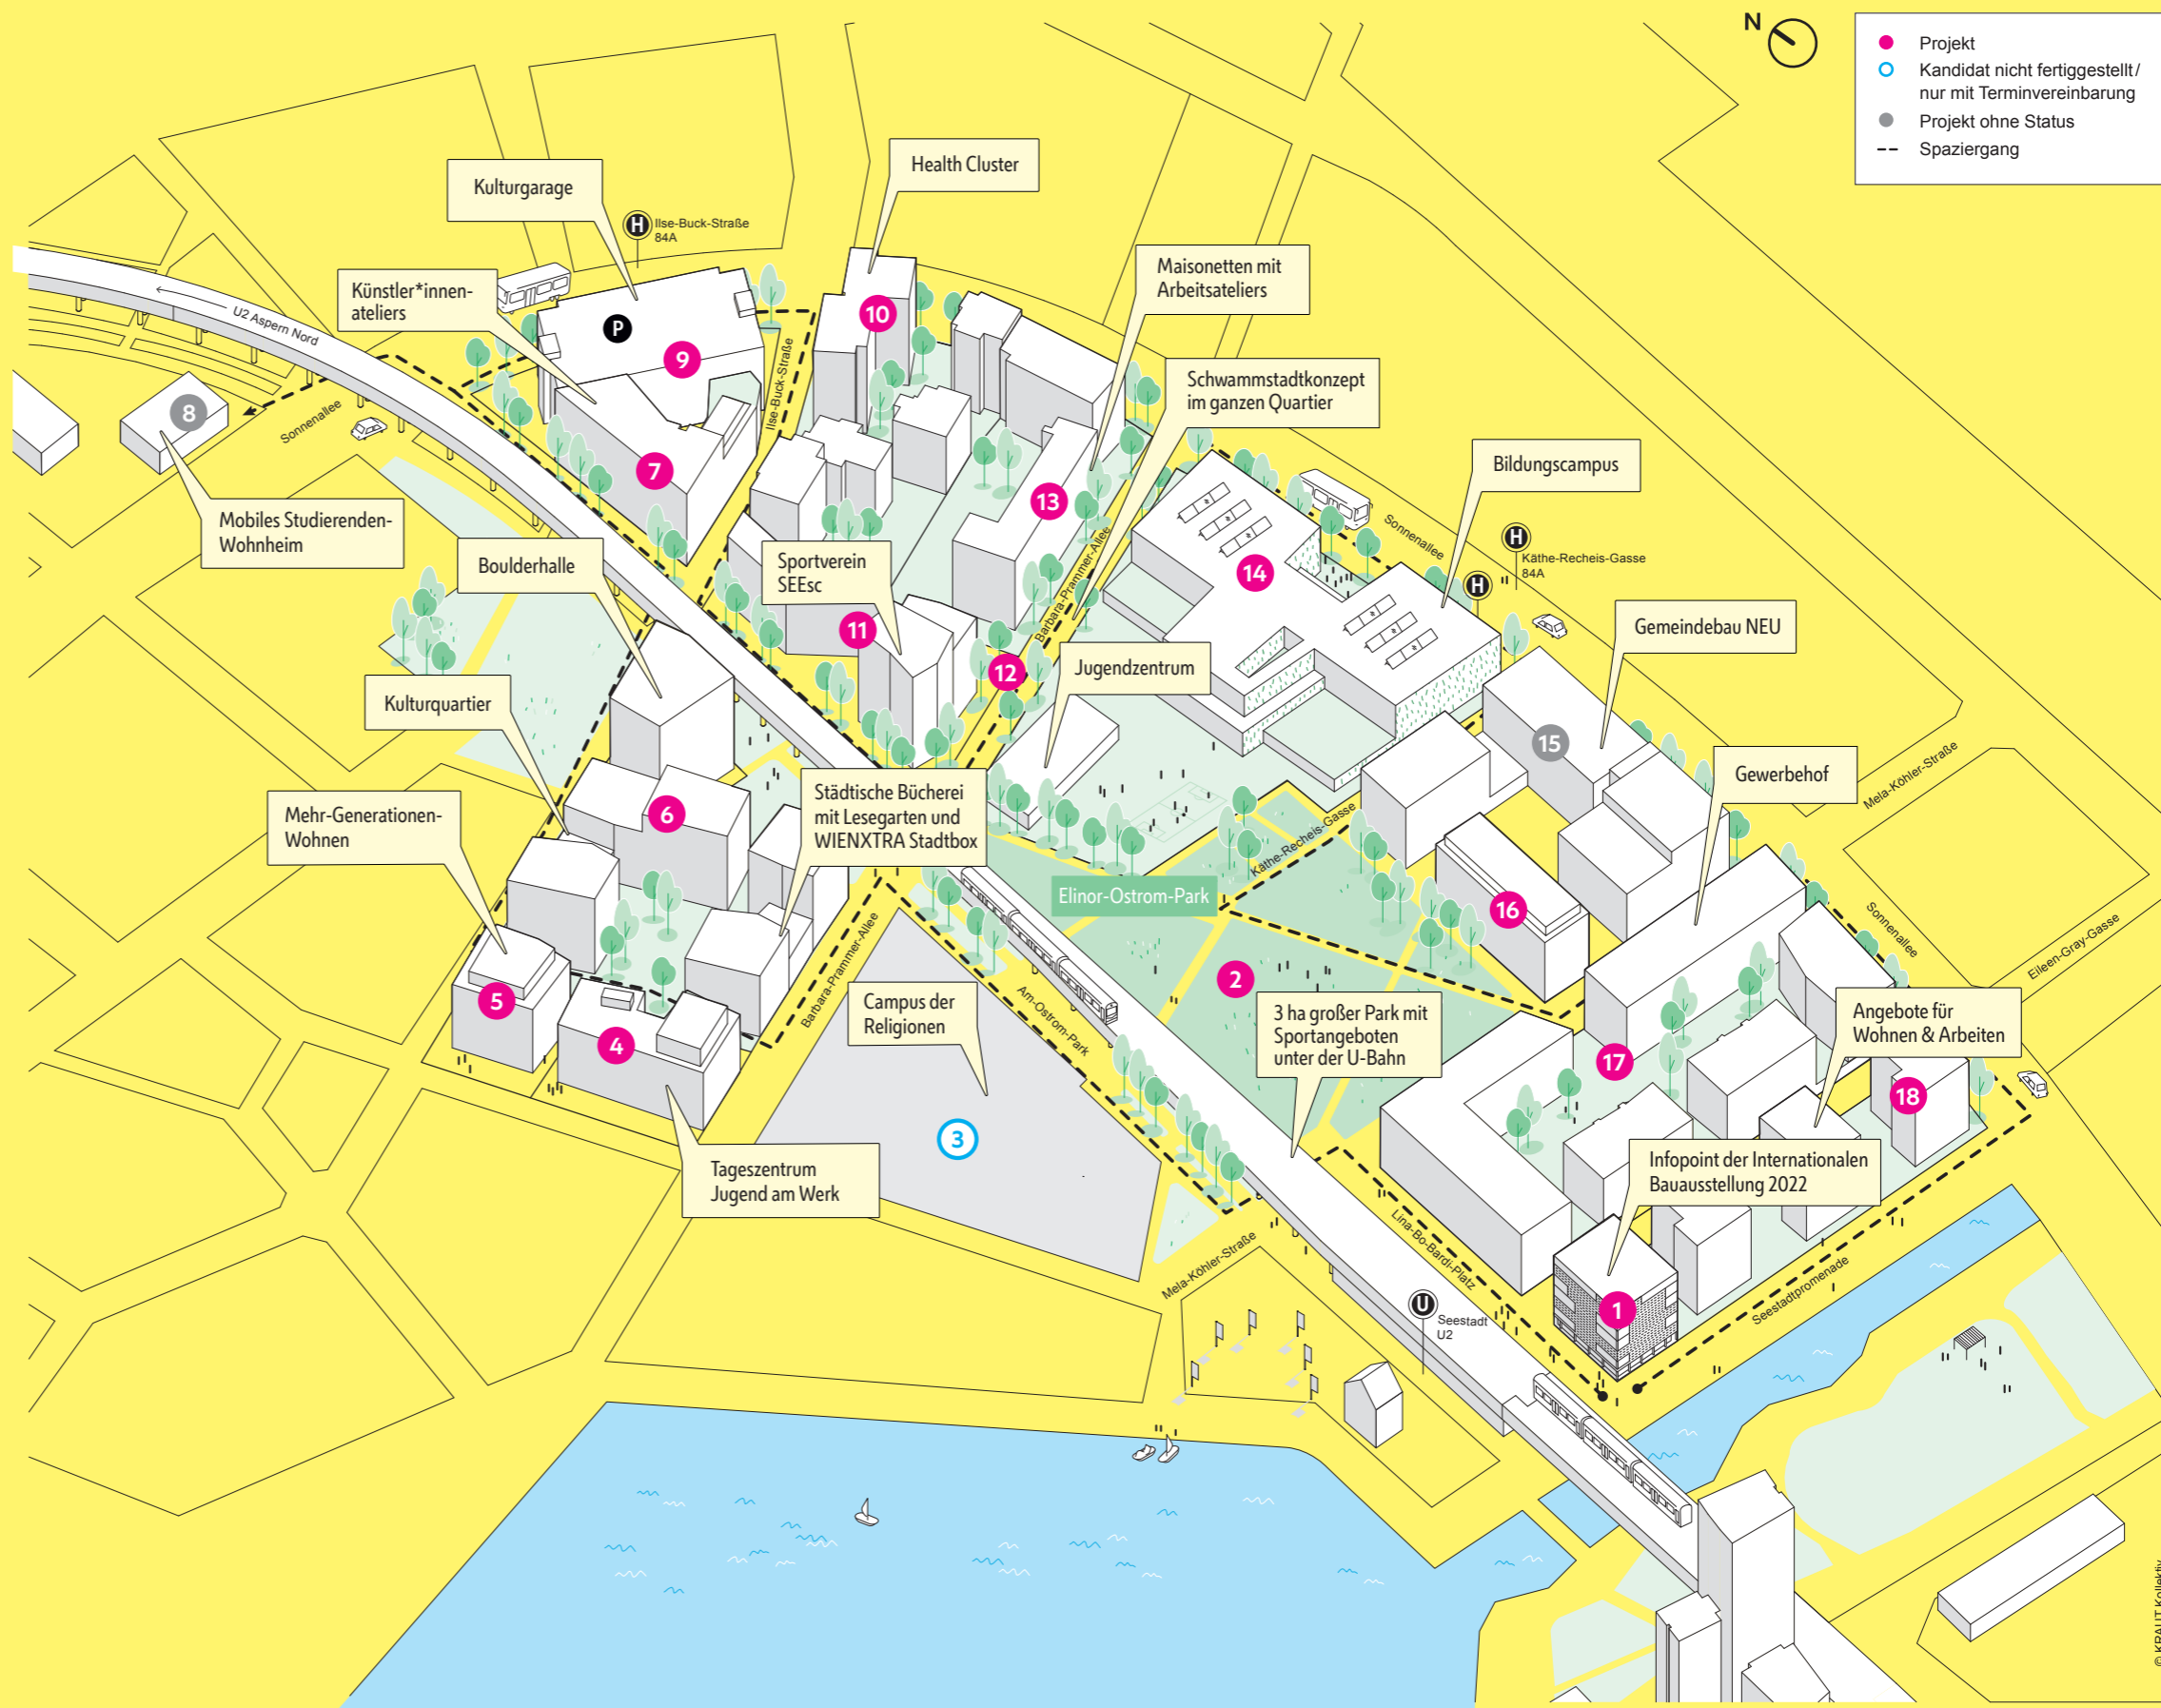 N
Projekt
Kandidat nicht fertiggestellt/
nur mit Terminvereinbarung
Projekt ohne Status
Spaziergang
Health Cluster
Kulturgarage
H
Ilse-Buck-Straße
84A
Maisonetten mit
Arbeitsateliers
Künstler*innen-
ateliers
U2 Aspern Nord
P
9
10
Ilse-Buck-Straße
Schwammstadtkonzept
im ganzen Quartier
8
Sonnenallee
7
13
Bildungscampus
Mobiles Studierenden-
Wohnheim
Sonnenallee
H
Käthe-Recheis-Gasse
84A
H
Boulderhalle
Sportverein
SEEsc
Barbara-Prammer-Allee
14
11
12
Gemeindebau NEU
Jugendzentrum
Kulturquartier
15
Gewerbehof
Mela-Köhler-Straße
Mehr-Generationen-
Wohnen
6
Städtische Bücherei
mit Lesegarten und
WIENXTRA Stadtbox
Käthe-Recheis-Gasse
Elinor-Ostrom-Park
16
Sonnenallee
Eileen-Gray-Gasse
Barbara-Prammer-Allee
5
4
Campus der
Religionen
Am-Ostrom-Park
2
3 ha großer Park mit
Sportangeboten
unter der U-Bahn
Angebote für
Wohnen & Arbeiten
17
18
3
Tageszentrum
Jugend am Werk
Infopoint der Internationalen
Bauausstellung 2022
Mela-Köhler-Straße
Lina-Bo-Bardi-Platz
Seestadtpromenade
1
U
Seestadt
U2
© KRAUT Kollektiv